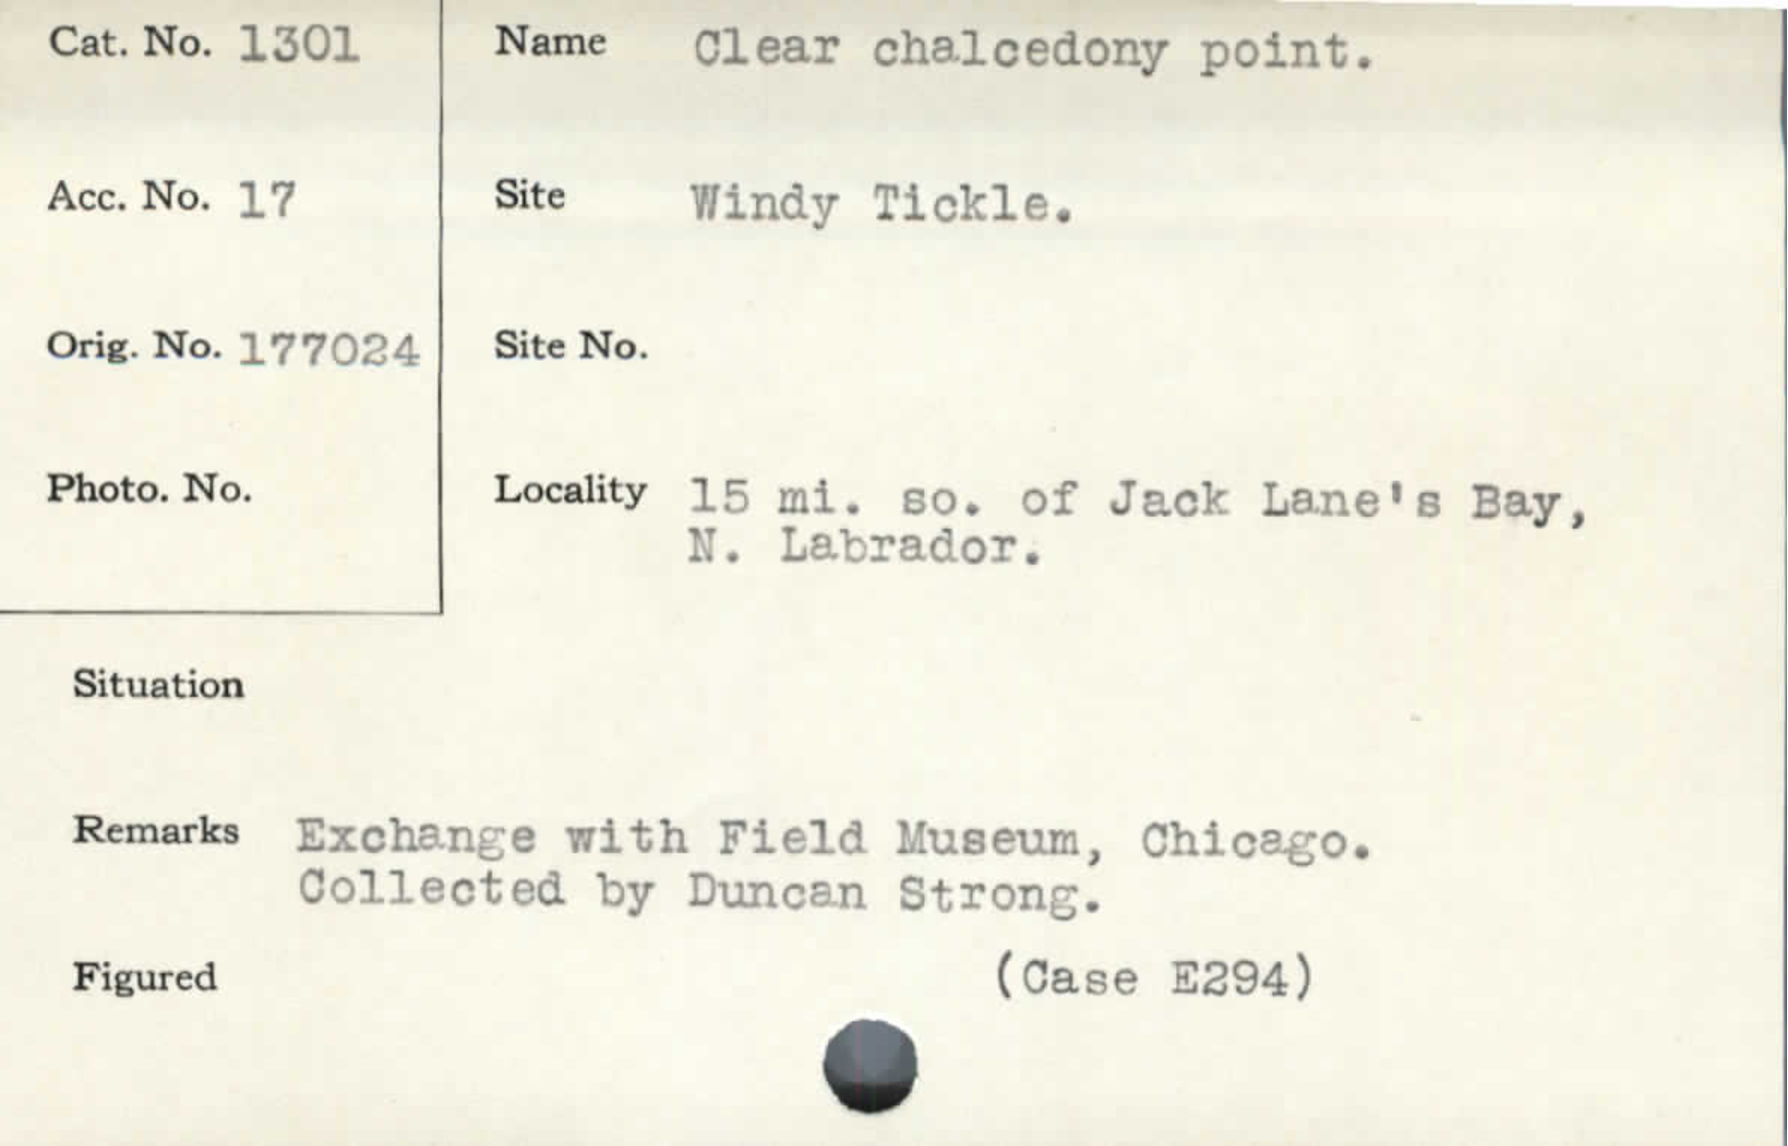 Cat. No. 1301
Name Clear chalcedony point.
Acc. No. 17
Site Windy Tickle.
Orig. No. 177024
Site No.
Photo. No.
Locality 15 mi. so. of Jack Lane's Bay,
N. Labrador.
Situation
Remarks Exchange with Field Museum, Chicago.
Collected by Duncan Strong.
Figured (Case E294)